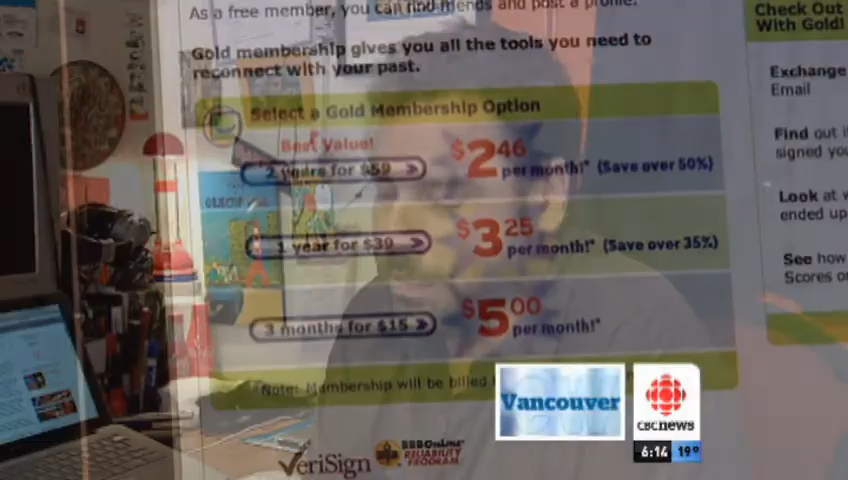 As a free member, you can find friends and post a profile.
Gold membership gives you all the tools you need to
reconnect with your past.
Select a Gold Membership Option
Best Value!
2 years for $59 »
$2.46 per month!* (Save over 50%)
1 year for $39 »
$3.25 per month!* (Save over 35%)
3 months for $15 »
$5.00 per month!*
*Note: Membership will be billed
VeriSign
BBBOnLine
RELIABILITY
PROGRAM
Check Out
With Gold!
Exchange
Email
Find out i
signed you
Look at
ended up
See how
Scores o
Vancouver
CBCnews
6:14 19°